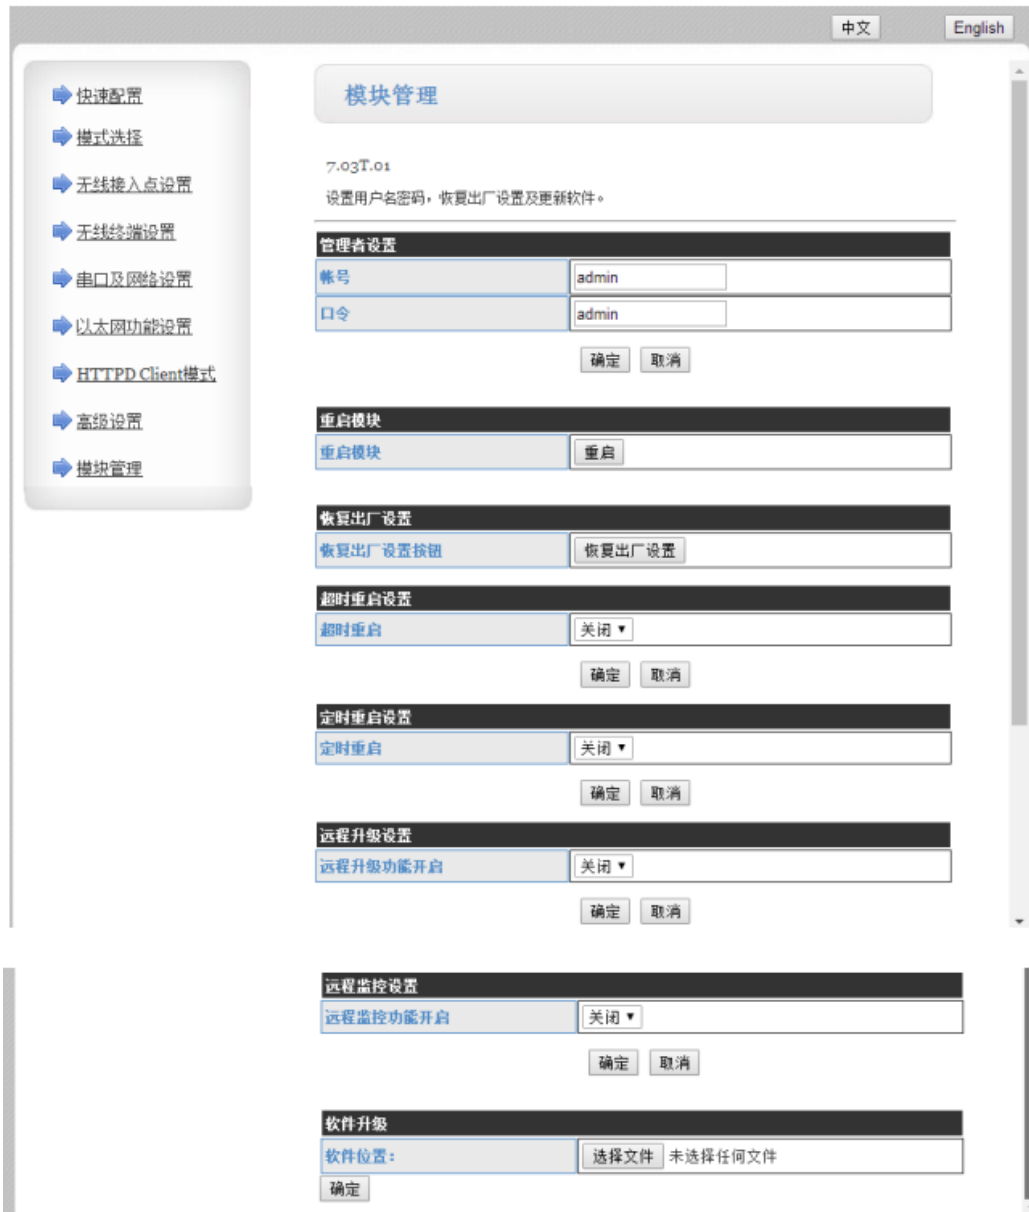 中文 English
快速配置
模式选择
无线接入点设置
无线终端设置
串口及网络设置
以太网功能设置
HTTPD Client模式
高级设置
模块管理
模块管理
7.03T.01
设置用户名密码，恢复出厂设置及更新软件。
管理者设置
帐号 admin
口令 admin
确定 取消
重启模块
重启模块 重启
恢复出厂设置
恢复出厂设置按钮 恢复出厂设置
超时重启设置
超时重启 关闭
确定 取消
定时重启设置
定时重启 关闭
确定 取消
远程升级设置
远程升级功能开启 关闭
确定 取消
远程监控设置
远程监控功能开启 关闭
确定 取消
软件升级
软件位置： 选择文件 未选择任何文件
确定